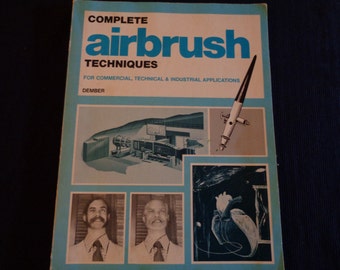 COMPLETE
airbrush
TECHNIQUES
FOR COMMERCIAL, TECHNICAL & INDUSTRIAL APPLICATIONS
DEMBER